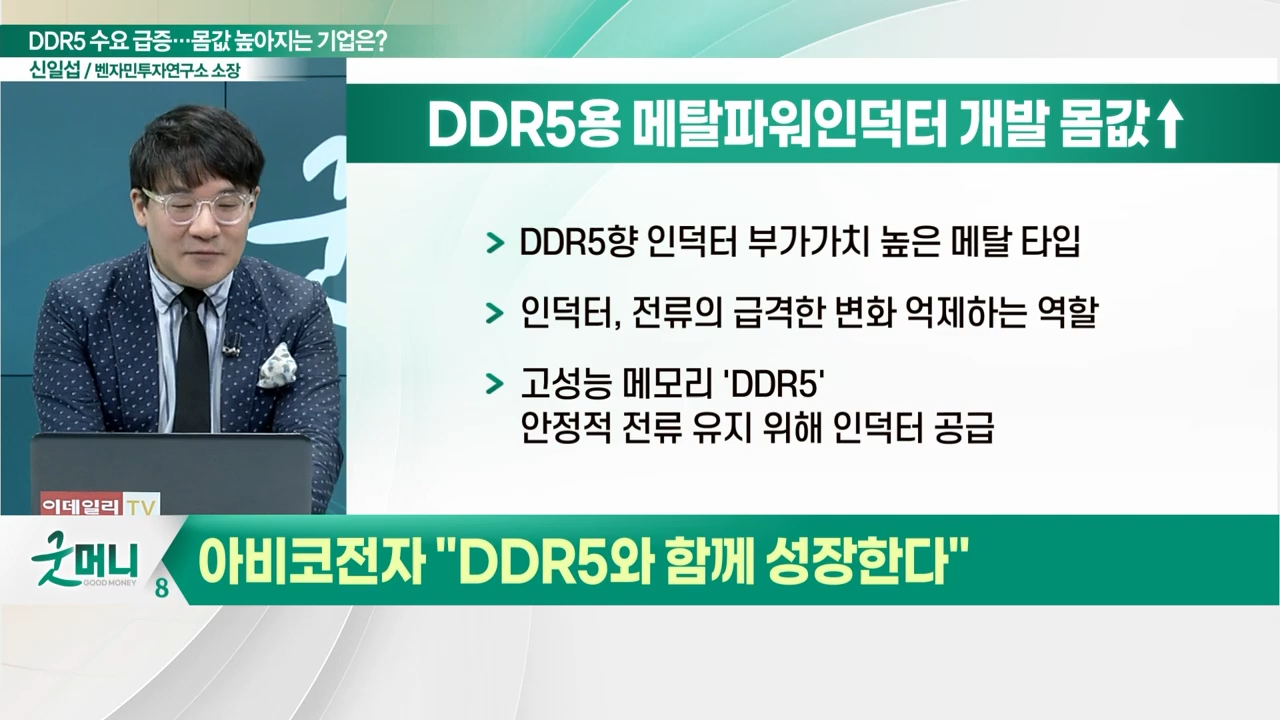 DDR5 수요 급증…몸값 높아지는 기업은?
신일섭 / 벤자민투자연구소 소장
DDR5용 메탈파워인덕터 개발 몸값↑
> DDR5향 인덕터 부가가치 높은 메탈 타입
> 인덕터, 전류의 급격한 변화 억제하는 역할
> 고성능 메모리 'DDR5'
안정적 전류 유지 위해 인덕터 공급
이데일리 TV
굿머니
GOOD MONEY
8
아비코전자 "DDR5와 함께 성장한다"